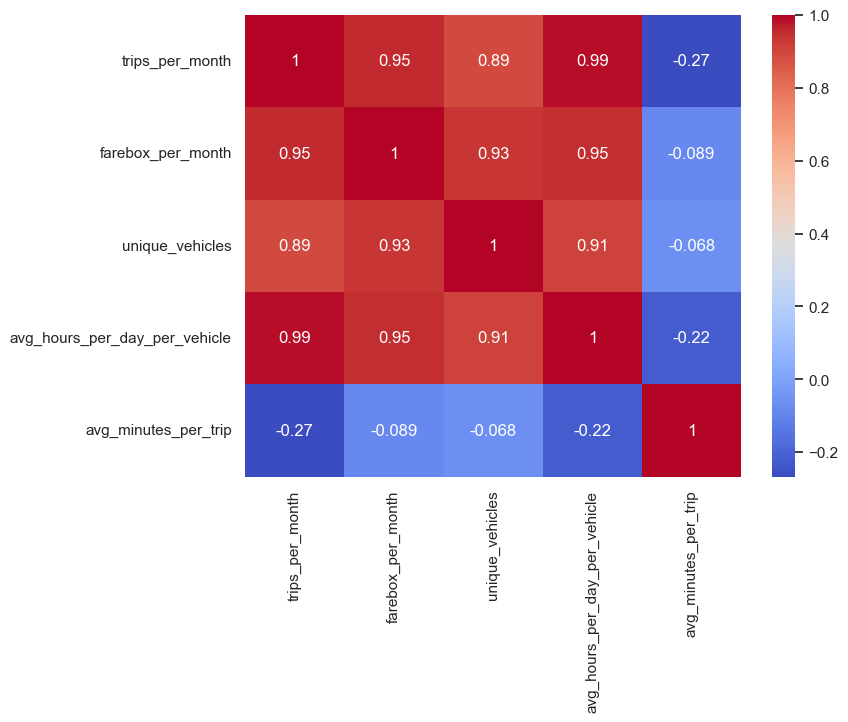 trips_per_month 1 0.95 0.89 0.99 -0.27
farebox_per_month 0.95 1 0.93 0.95 -0.089
unique_vehicles 0.89 0.93 1 0.91 -0.068
avg_hours_per_day_per_vehicle 0.99 0.95 0.91 1 -0.22
avg_minutes_per_trip -0.27 -0.089 -0.068 -0.22 1
trips_per_month
farebox_per_month
unique_vehicles
avg_hours_per_day_per_vehicle
avg_minutes_per_trip
1.0
0.8
0.6
0.4
0.2
0.0
−0.2